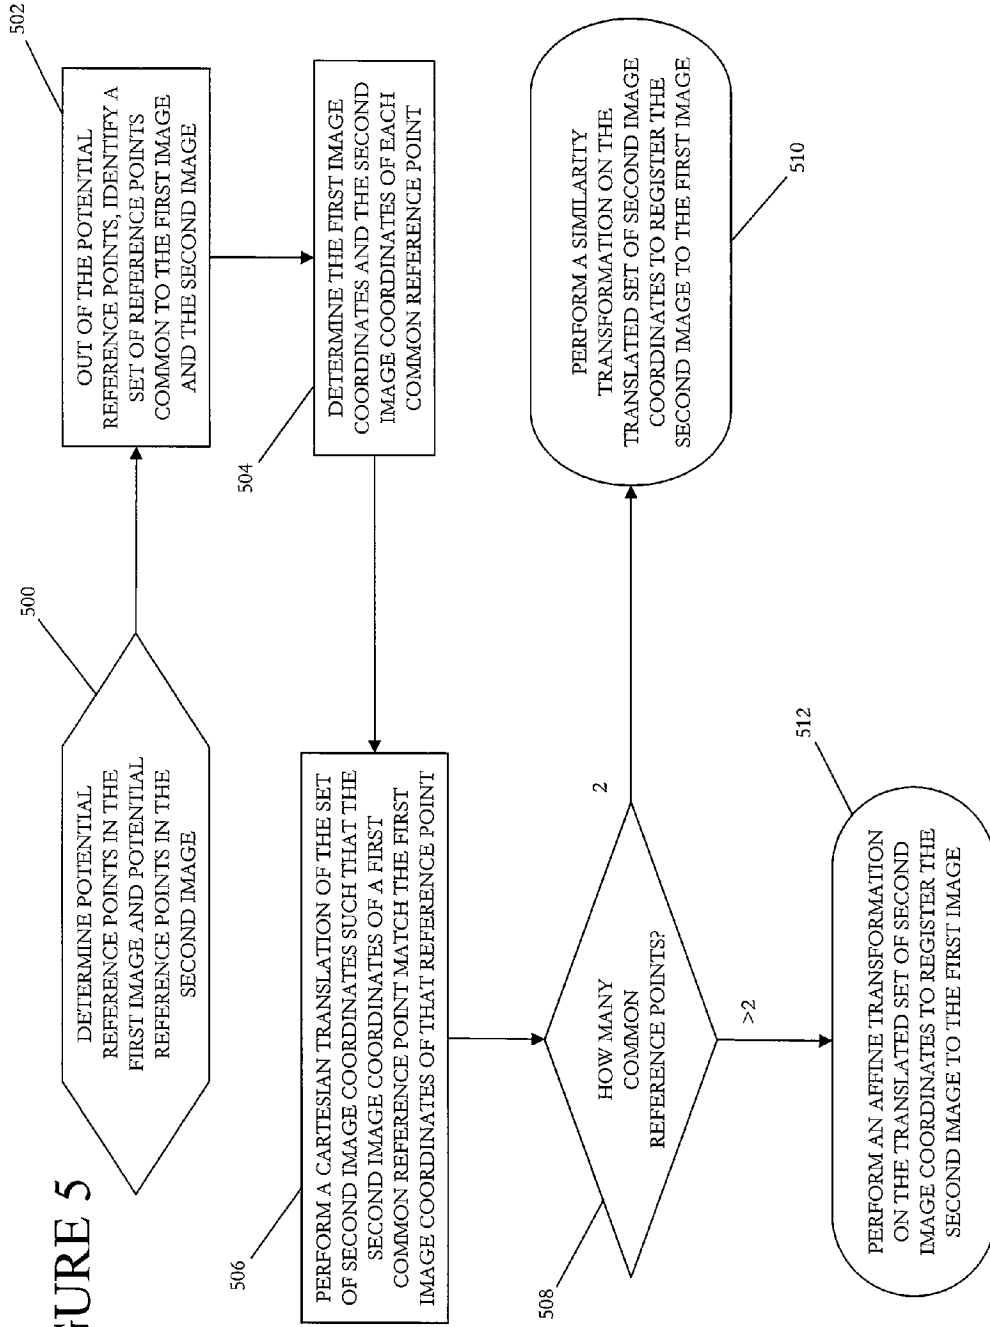 GURE 5
500
DETERMINE POTENTIAL
REFERENCE POINTS IN THE
FIRST IMAGE AND POTENTIAL
REFERENCE POINTS IN THE
SECOND IMAGE
502
OUT OF THE POTENTIAL
REFERENCE POINTS, IDENTIFY A
SET OF REFERENCE POINTS
COMMON TO THE FIRST IMAGE
AND THE SECOND IMAGE
504
DETERMINE THE FIRST IMAGE
COORDINATES AND THE SECOND
IMAGE COORDINATES OF EACH
COMMON REFERENCE POINT
506
PERFORM A CARTESIAN TRANSLATION OF THE SET
OF SECOND IMAGE COORDINATES SUCH THAT THE
SECOND IMAGE COORDINATES OF A FIRST
COMMON REFERENCE POINT MATCH THE FIRST
IMAGE COORDINATES OF THAT REFERENCE POINT
508
HOW MANY
COMMON
REFERENCE POINTS?
2
>2
510
PERFORM A SIMILARITY
TRANSFORMATION ON THE
TRANSLATED SET OF SECOND IMAGE
COORDINATES TO REGISTER THE
SECOND IMAGE TO THE FIRST IMAGE
512
PERFORM AN AFFINE TRANSFORMATION
ON THE TRANSLATED SET OF SECOND
IMAGE COORDINATES TO REGISTER THE
SECOND IMAGE TO THE FIRST IMAGE